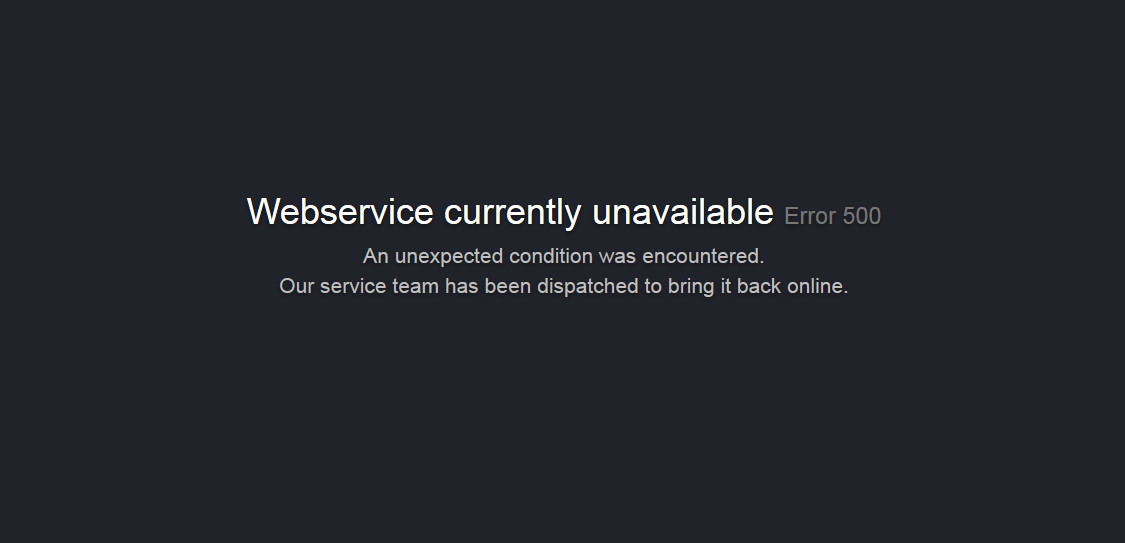 Webservice currently unavailable Error 500
An unexpected condition was encountered.
Our service team has been dispatched to bring it back online.